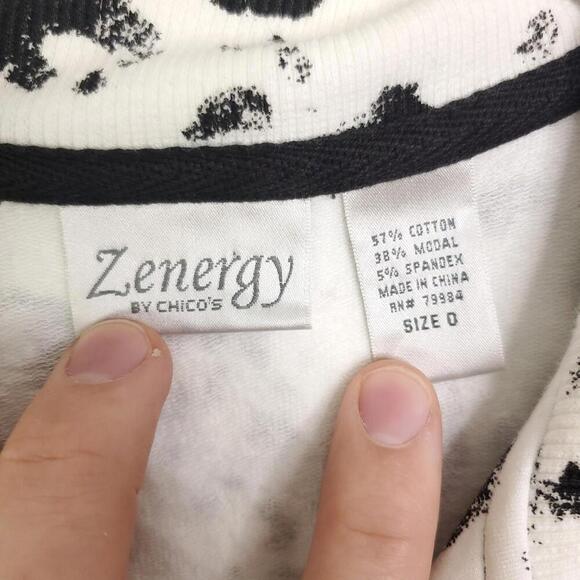 Zenergy
BY CHICO'S
57% COTTON
38% MODAL
5% SPANDEX
MADE IN CHINA
RN# 79984
SIZE 0